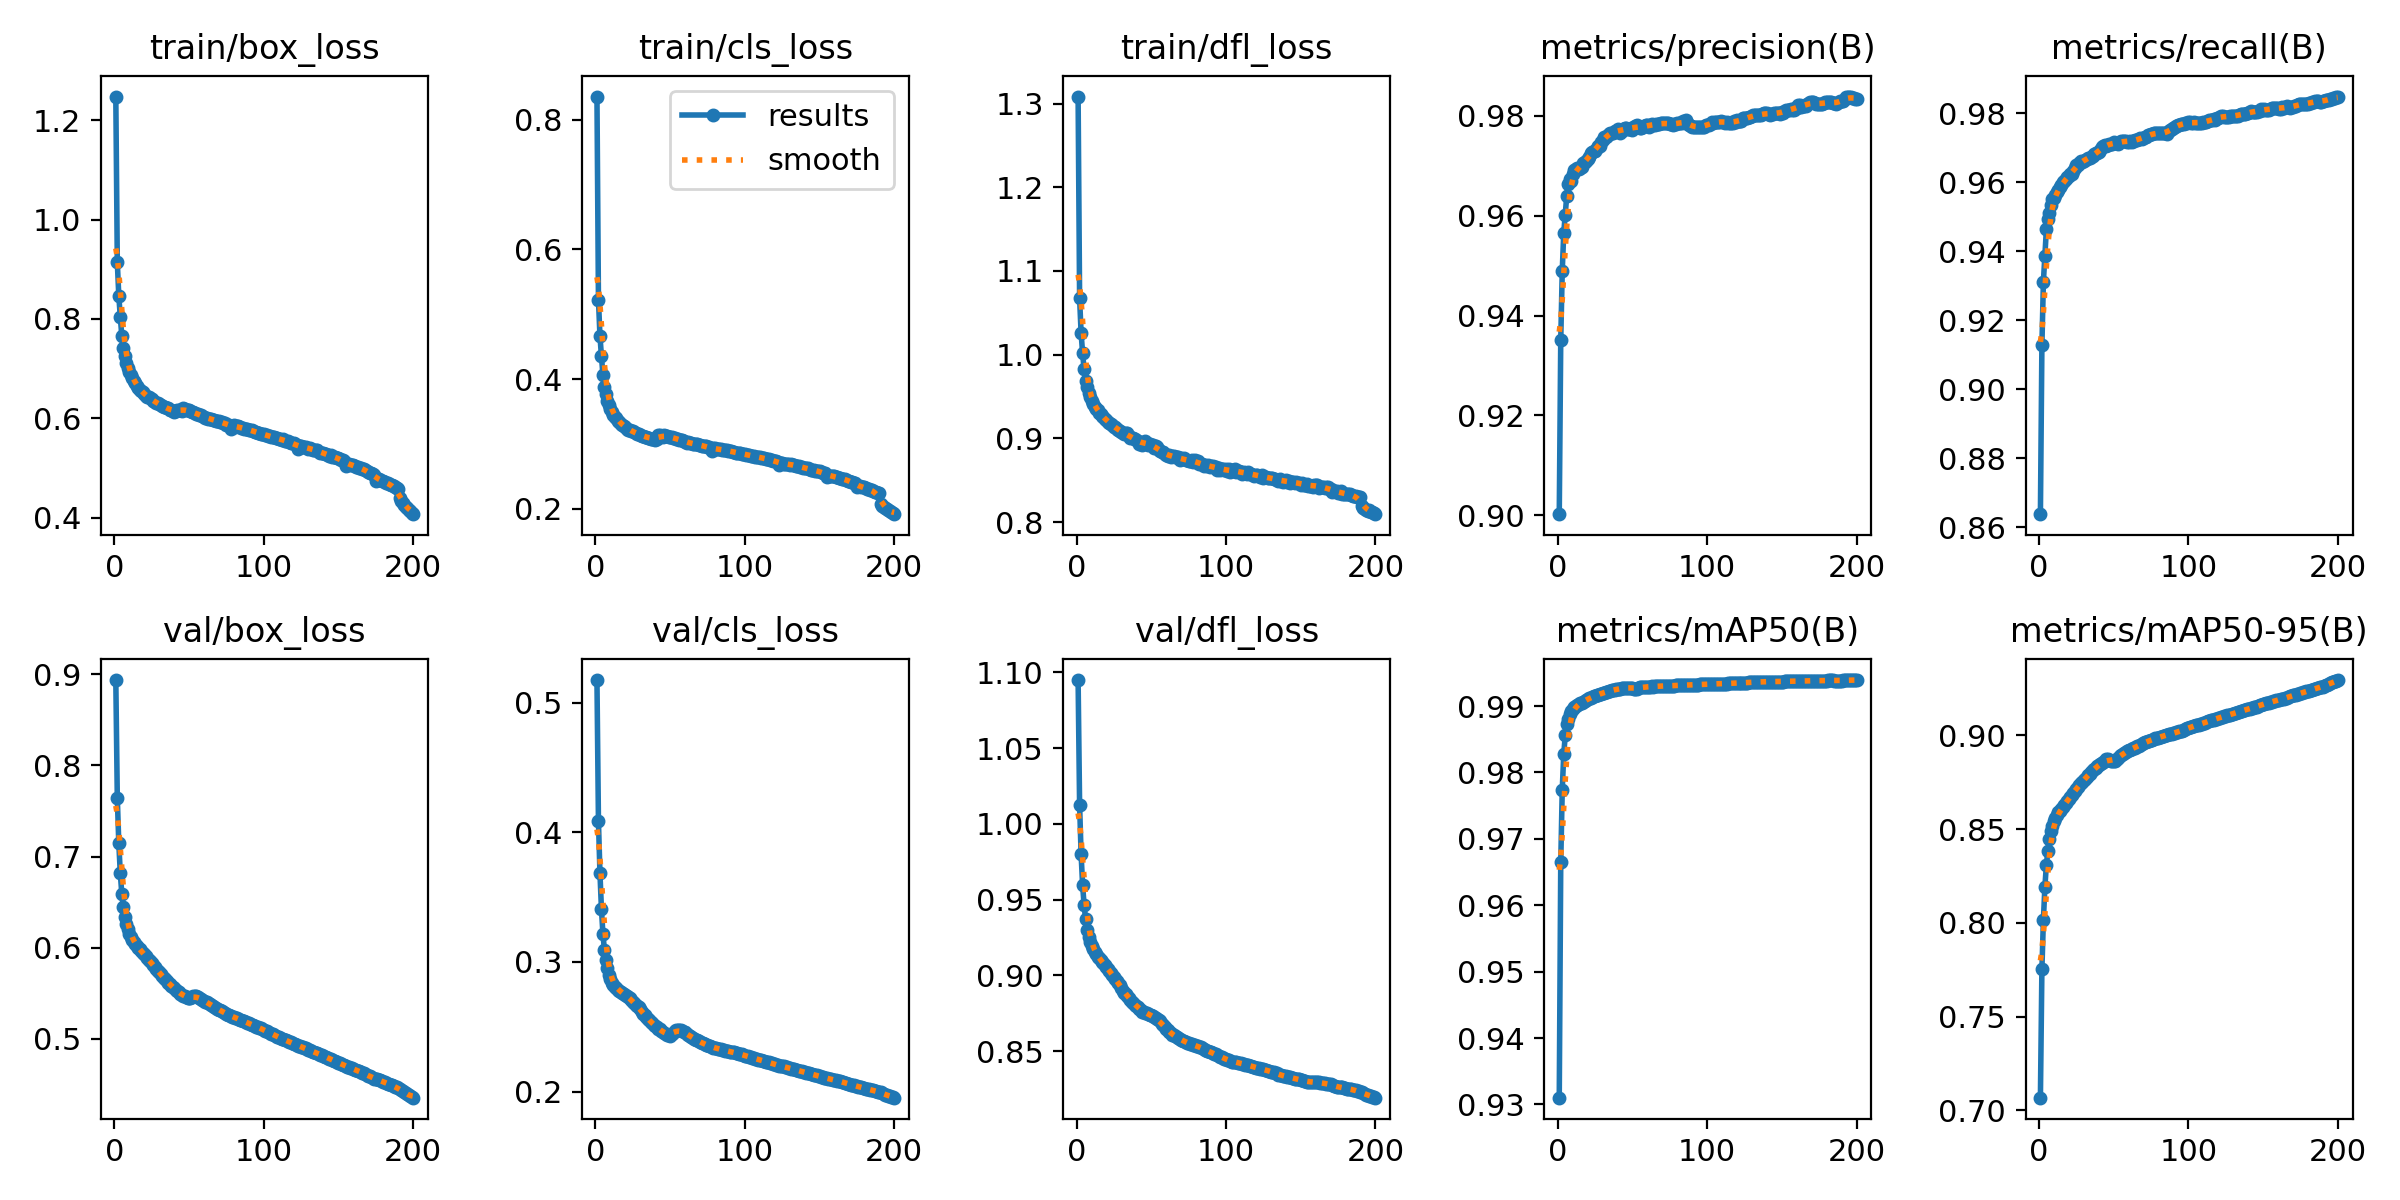 train/box_loss
1.2
1.0
0.8
0.6
0.4
0 100 200
train/cls_loss
results
smooth
0.8
0.6
0.4
0.2
0 100 200
train/dfl_loss
1.3
1.2
1.1
1.0
0.9
0.8
0 100 200
metrics/precision(B)
0.98
0.96
0.94
0.92
0.90
0 100 200
metrics/recall(B)
0.98
0.96
0.94
0.92
0.90
0.88
0.86
0 100 200
val/box_loss
0.9
0.8
0.7
0.6
0.5
0 100 200
val/cls_loss
0.5
0.4
0.3
0.2
0 100 200
val/dfl_loss
1.10
1.05
1.00
0.95
0.90
0.85
0 100 200
metrics/mAP50(B)
0.99
0.98
0.97
0.96
0.95
0.94
0.93
0 100 200
metrics/mAP50-95(B)
0.90
0.85
0.80
0.75
0.70
0 100 200